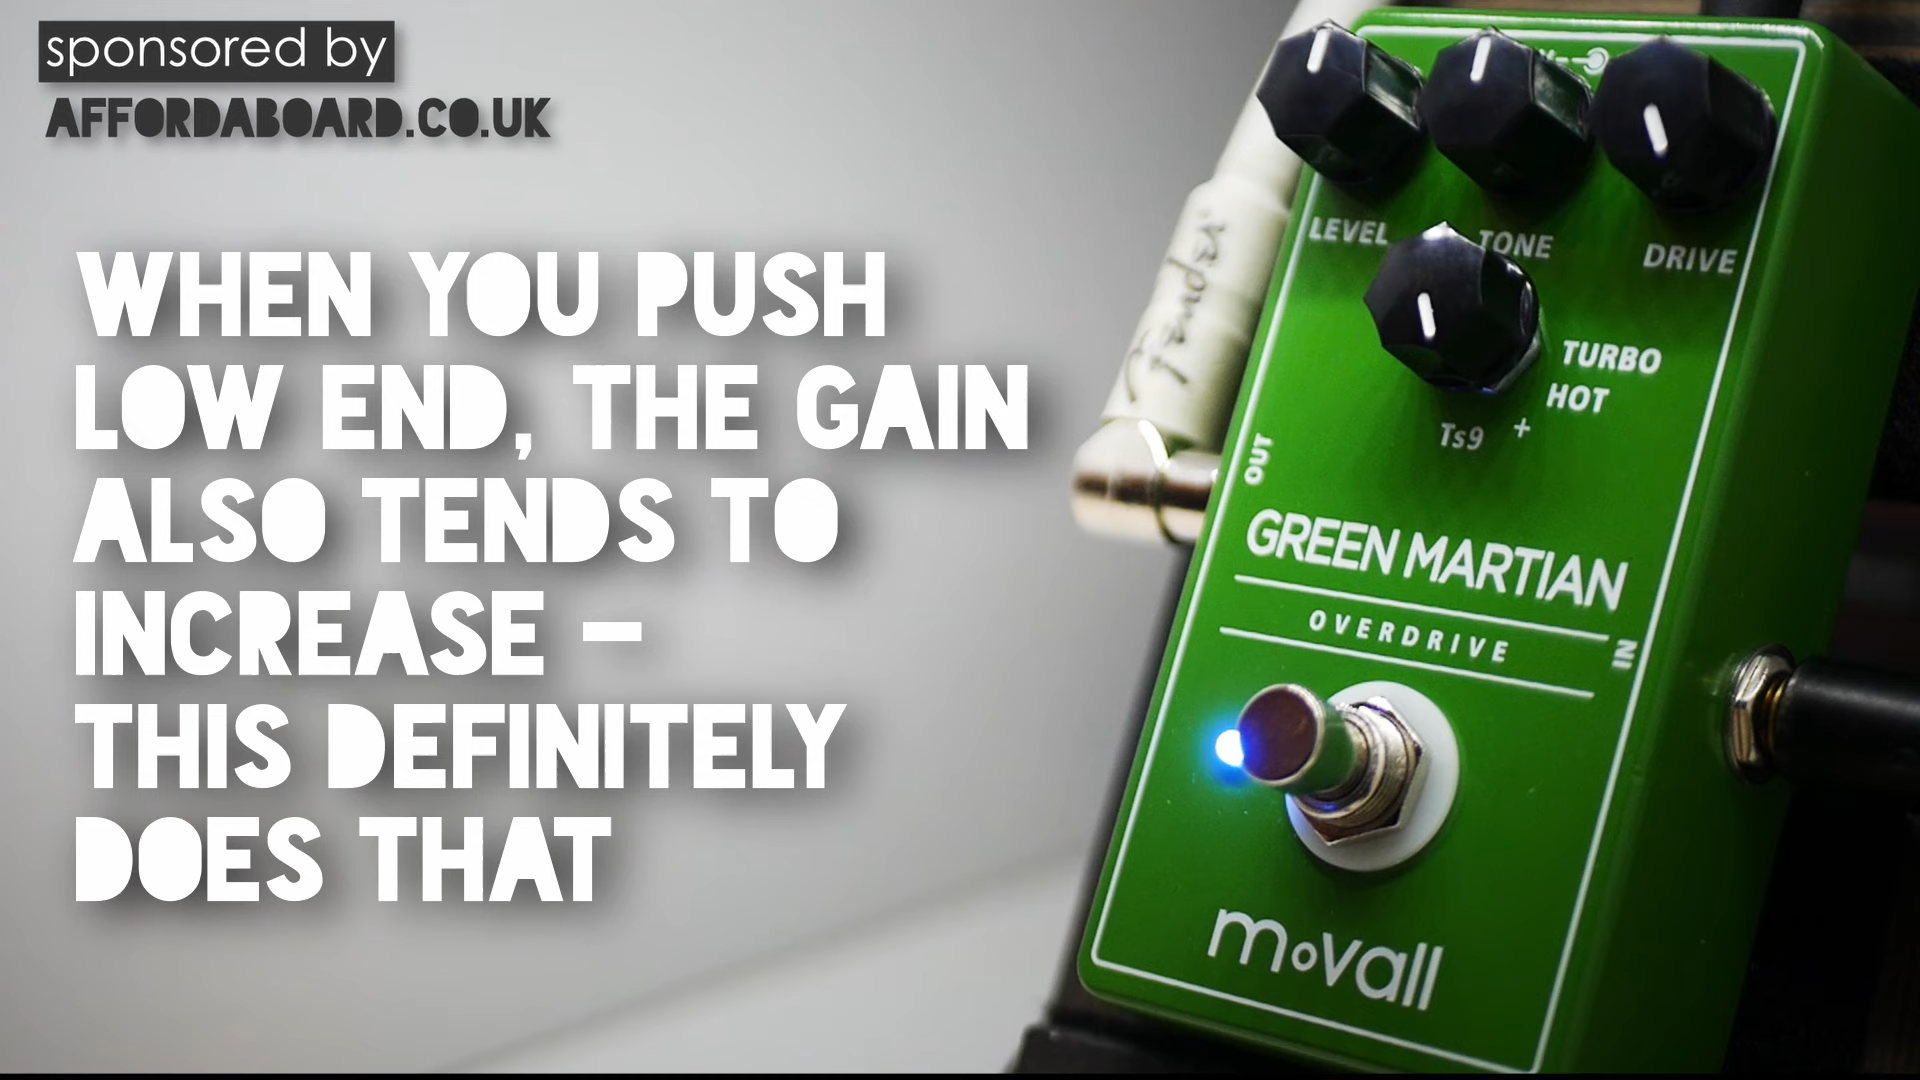 sponsored by
AFFORDABOARD.CO.UK
WHEN YOU PUSH
LOW END, THE GAIN
ALSO TENDS TO
INCREASE –
THIS DEFINITELY
DOES THAT
LEVEL
TONE
DRIVE
TURBO
HOT
Ts9 +
Fender
OUT
GREEN MARTIAN
OVERDRIVE
IN
movall